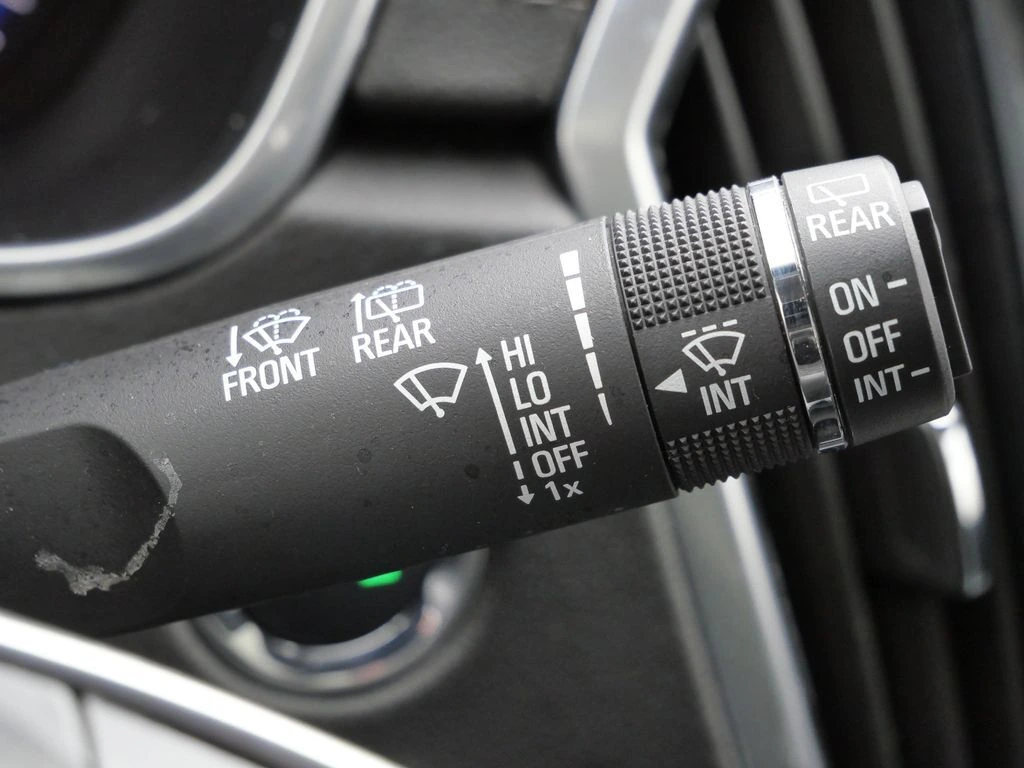 FRONT
REAR
HI
LO
INT
OFF
1x
INT
REAR
ON
OFF
INT